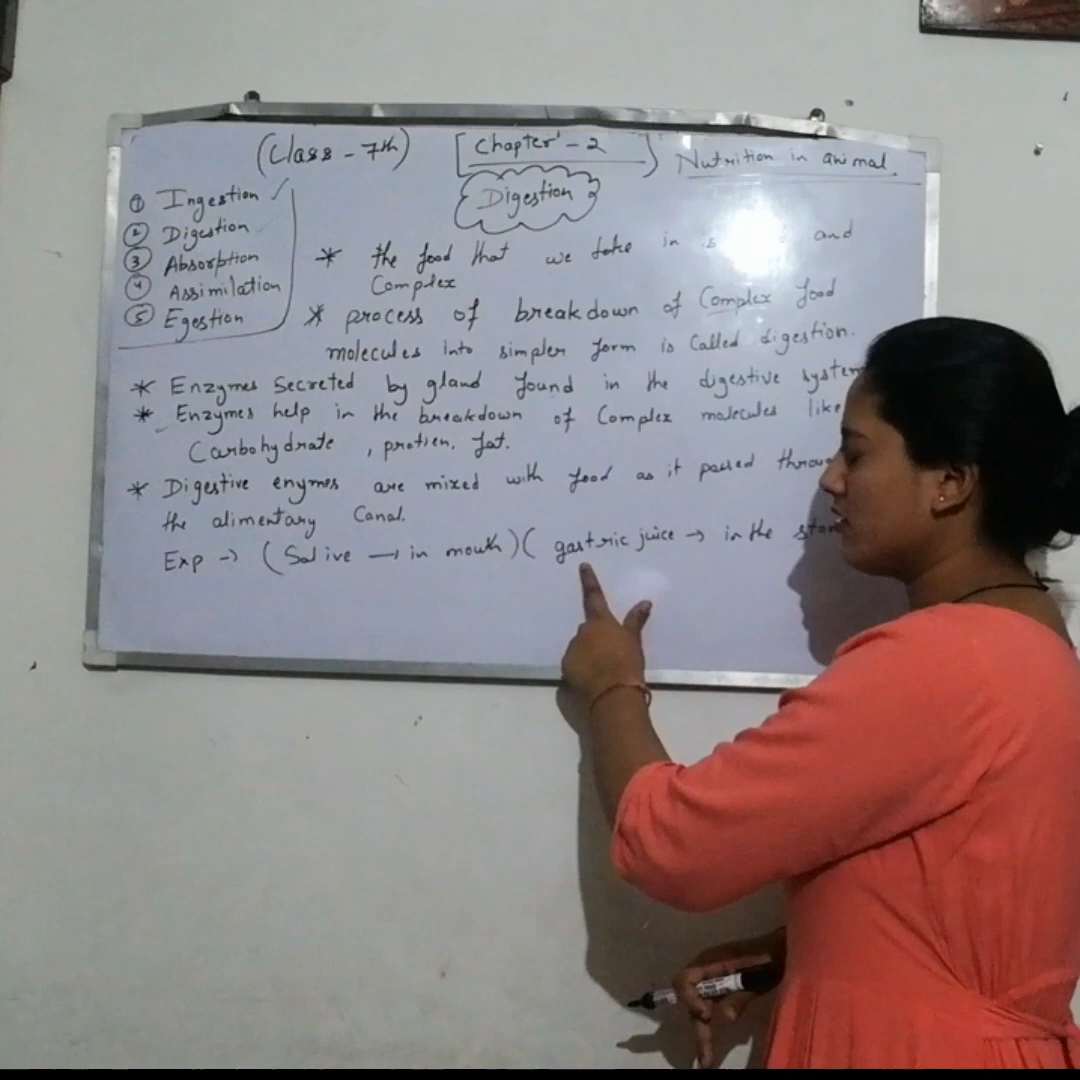 (Class - 7th) [Chapter - 2] Nutrition in animal.
Digestion
① Ingestion ✓
② Digestion
③ Absorption
④ Assimilation
⑤ Egestion
* the food that we take in is and
Complex
* process of breakdown of Complex food
molecules into simpler form is Called digestion.
* Enzymes Secreted by gland found in the digestive system
* Enzymes help in the breakdown of Complex molecules like
Carbohydrate, protien, fat.
* Digestive enymes are mixed with food as it passed
the alimentary Canal.
Exp → (Salive → in mouth) ( gastric juice → in the